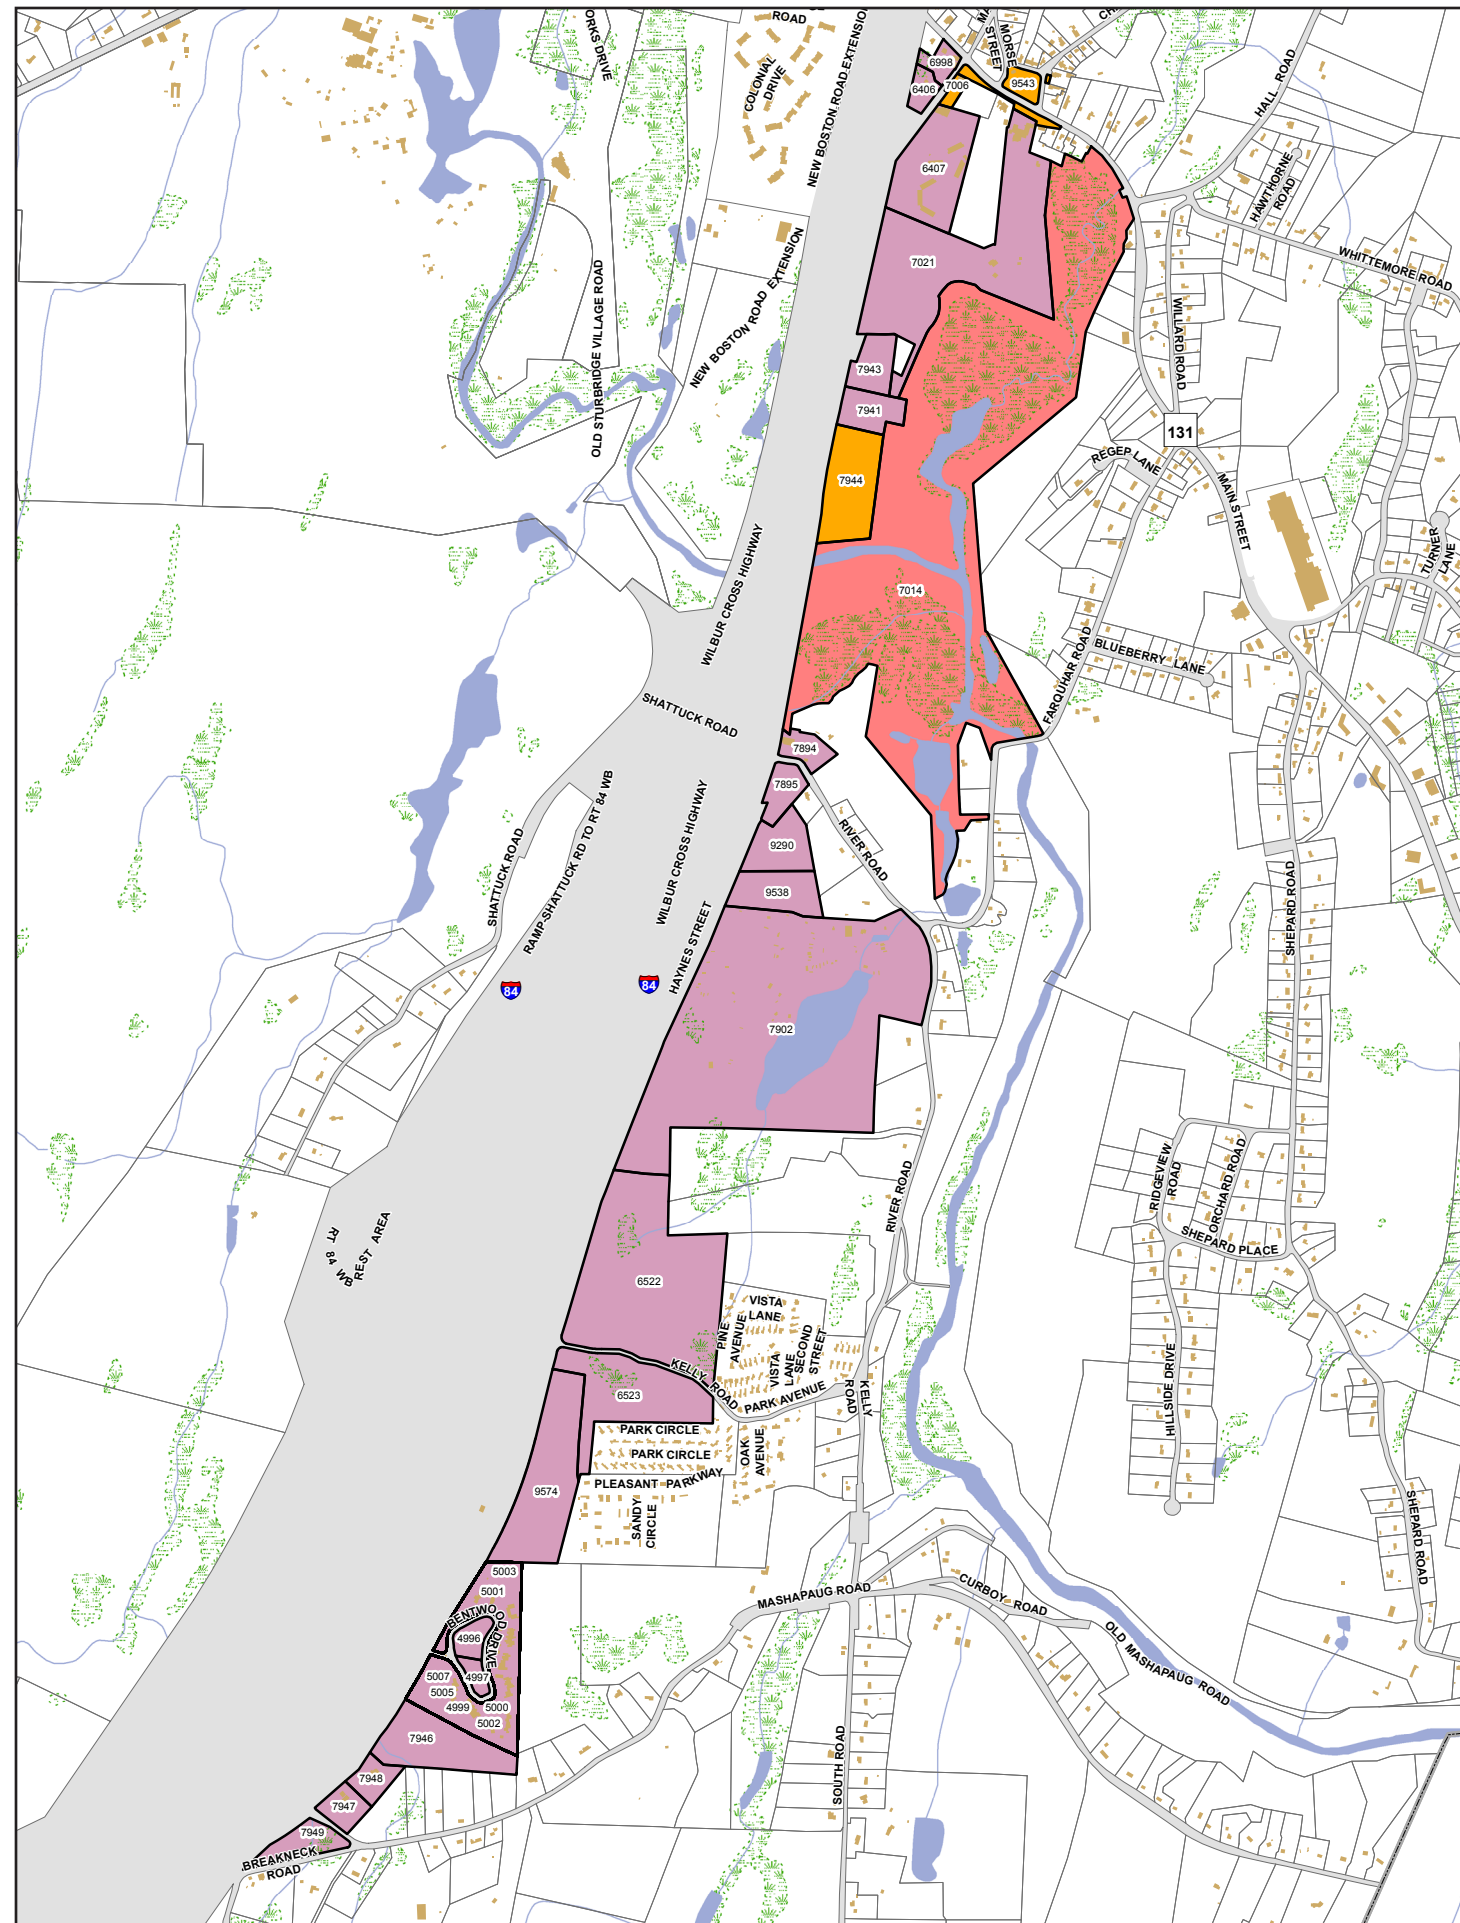 ROAD
ORKS DRIVE
COLONIAL
DRIVE
NEW BOSTON ROAD EXTENSION
MORSE
STREET
6998
6406
7006
9543
HALL ROAD
HAWTHORNE
ROAD
WHITTEMORE ROAD
6407
7021
OLD STURBRIDGE VILLAGE ROAD
NEW BOSTON ROAD EXTENSION
WILLARD ROAD
7943
7941
131
REGEP LANE
7944
MAIN STREET
TURNER
LANE
WILBUR CROSS HIGHWAY
7014
BLUEBERRY LANE
FARQUHAR ROAD
SHATTUCK ROAD
7894
7895
RAMP-SHATTUCK RD TO RT 84 WB
WILBUR CROSS HIGHWAY
RIVER ROAD
9290
SHATTUCK ROAD
9538
SHEPARD ROAD
HAYNES STREET
84
84
7902
RIDGEVIEW
ROAD
ORCHARD ROAD
RIVER ROAD
SHEPARD PLACE
RT 84 WB
REST AREA
6522
VISTA
LANE
PINE
AVENUE
VISTA
LANE
SECOND
STREET
KELLY ROAD
6523
PARK AVENUE
KELLY
ROAD
HILLSIDE DRIVE
PARK CIRCLE
PARK CIRCLE
OAK
AVENUE
PLEASANT PARKWAY
9574
SANDY
CIRCLE
SHEPARD ROAD
5003
5001
MASHAPAUG ROAD
CURBOY ROAD
BENTWOOD DRIVE
4996
4997
OLD MASHAPAUG ROAD
5007
5005
4999
5000
5002
7946
SOUTH ROAD
7948
7947
7949
BREAKNECK
ROAD